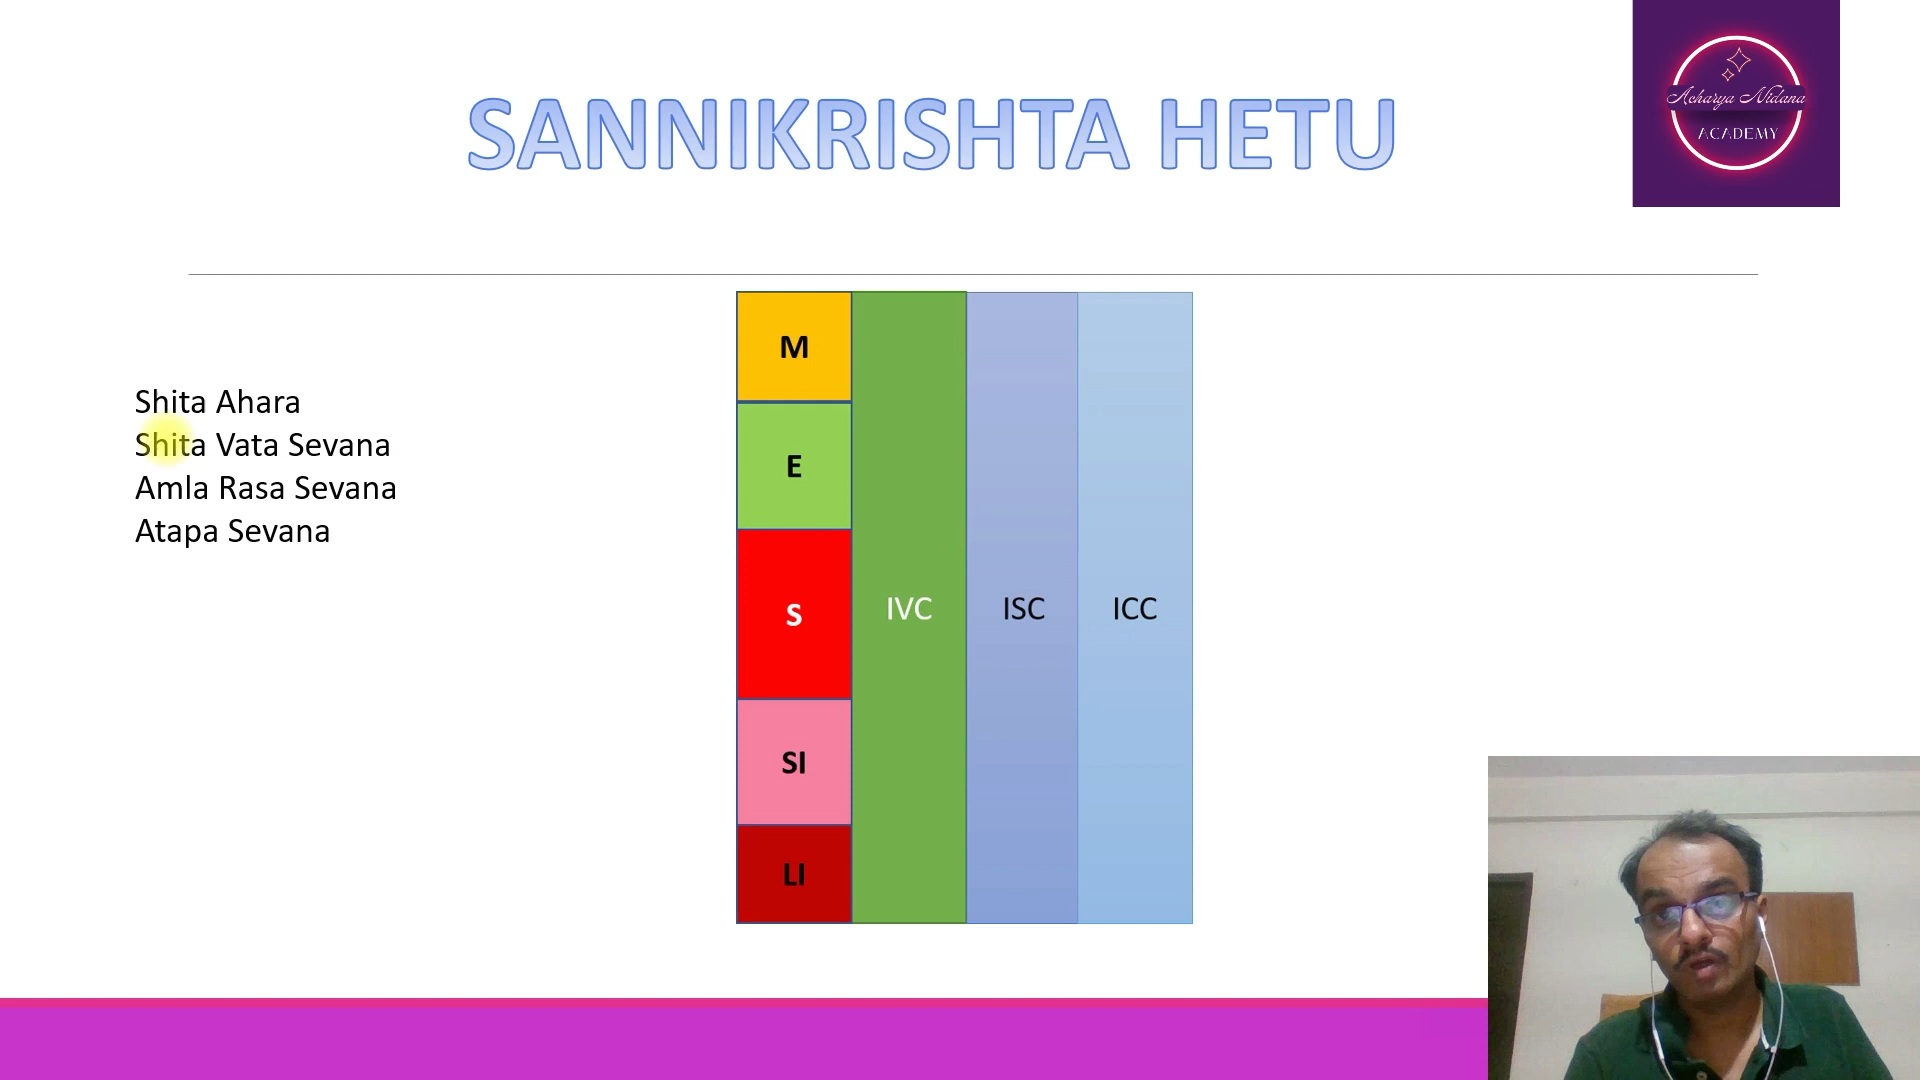 SANNIKRISHTA HETU
Acharya Nidana
ACADEMY
Shita Ahara
Shita Vata Sevana
Amla Rasa Sevana
Atapa Sevana
M
E
S
SI
LI
IVC
ISC
ICC